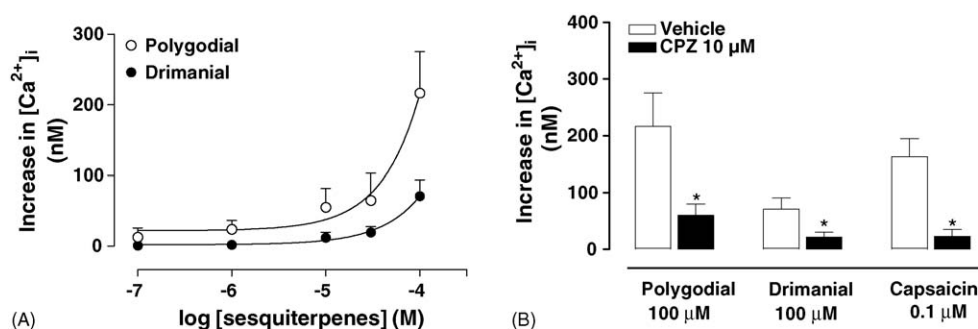 300
200
100
0
Increase in [Ca2+]i
(nM)
Polygodial
Drimanial
-7 -6 -5 -4
log [sesquiterpenes] (M)
(A)
400
300
200
100
0
Increase in [Ca2+]i
(nM)
Vehicle
CPZ 10 μM
* * *
Polygodial Drimanial Capsaicin
100 μM 100 μM 0.1 μM
(B)